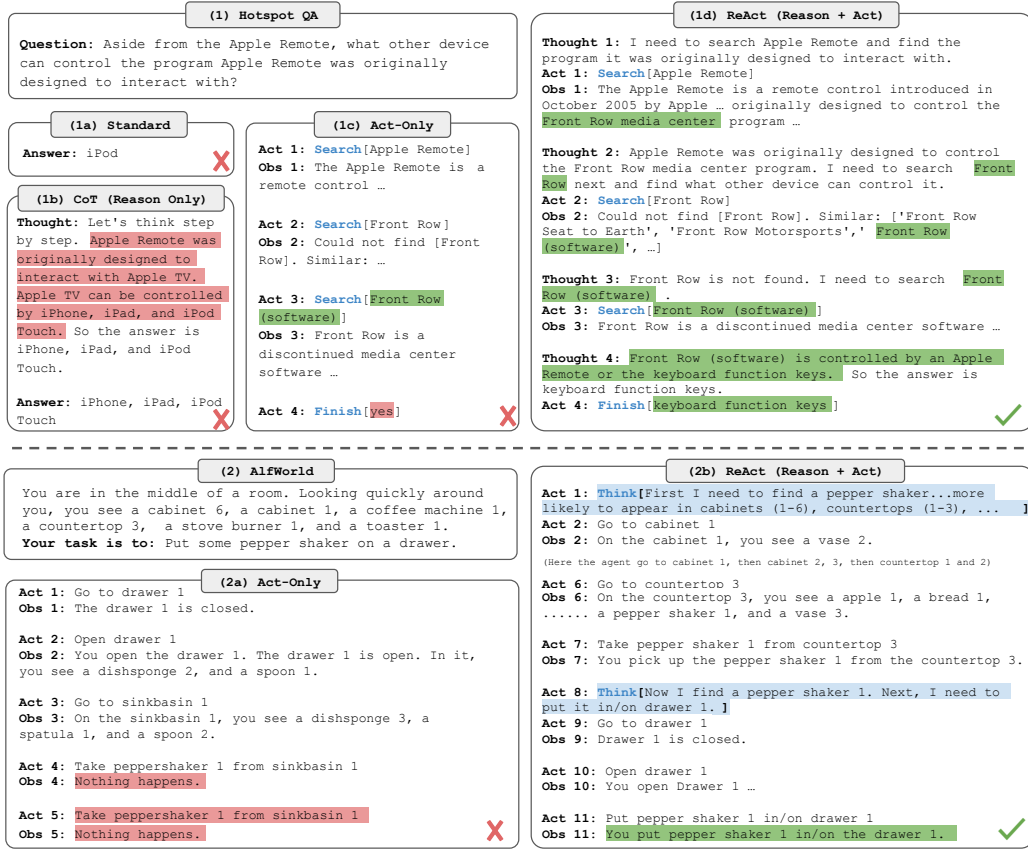 (1) Hotspot QA
Question: Aside from the Apple Remote, what other device
can control the program Apple Remote was originally
designed to interact with?
(1a) Standard
Answer: iPod
(1b) CoT (Reason Only)
Thought: Let's think step
by step. Apple Remote was
originally designed to
interact with Apple TV.
Apple TV can be controlled
by iPhone, iPad, and iPod
Touch. So the answer is
iPhone, iPad, and iPod
Touch.
Answer: iPhone, iPad, iPod
Touch
(1c) Act-Only
Act 1: Search[Apple Remote]
Obs 1: The Apple Remote is a
remote control …
Act 2: Search[Front Row]
Obs 2: Could not find [Front
Row]. Similar: …
Act 3: Search[Front Row
(software)]
Obs 3: Front Row is a
discontinued media center
software …
Act 4: Finish[yes]
(1d) ReAct (Reason + Act)
Thought 1: I need to search Apple Remote and find the
program it was originally designed to interact with.
Act 1: Search[Apple Remote]
Obs 1: The Apple Remote is a remote control introduced in
October 2005 by Apple … originally designed to control the
Front Row media center program …
Thought 2: Apple Remote was originally designed to control
the Front Row media center program. I need to search Front
Row next and find what other device can control it.
Act 2: Search[Front Row]
Obs 2: Could not find [Front Row]. Similar: ['Front Row
Seat to Earth', 'Front Row Motorsports',' Front Row
(software)', …]
Thought 3: Front Row is not found. I need to search Front
Row (software) .
Act 3: Search[Front Row (software)]
Obs 3: Front Row is a discontinued media center software …
Thought 4: Front Row (software) is controlled by an Apple
Remote or the keyboard function keys. So the answer is
keyboard function keys.
Act 4: Finish[keyboard function keys]
(2) AlfWorld
You are in the middle of a room. Looking quickly around
you, you see a cabinet 6, a cabinet 1, a coffee machine 1,
a countertop 3, a stove burner 1, and a toaster 1.
Your task is to: Put some pepper shaker on a drawer.
(2a) Act-Only
Act 1: Go to drawer 1
Obs 1: The drawer 1 is closed.
Act 2: Open drawer 1
Obs 2: You open the drawer 1. The drawer 1 is open. In it,
you see a dishsponge 2, and a spoon 1.
Act 3: Go to sinkbasin 1
Obs 3: On the sinkbasin 1, you see a dishsponge 3, a
spatula 1, and a spoon 2.
Act 4: Take peppershaker 1 from sinkbasin 1
Obs 4: Nothing happens.
Act 5: Take peppershaker 1 from sinkbasin 1
Obs 5: Nothing happens.
(2b) ReAct (Reason + Act)
Act 1: Think[First I need to find a pepper shaker...more
likely to appear in cabinets (1-6), countertops (1-3), ... ]
Act 2: Go to cabinet 1
Obs 2: On the cabinet 1, you see a vase 2.
(Here the agent go to cabinet 1, then cabinet 2, 3, then countertop 1 and 2)
Act 6: Go to countertop 3
Obs 6: On the countertop 3, you see a apple 1, a bread 1,
...... a pepper shaker 1, and a vase 3.
Act 7: Take pepper shaker 1 from countertop 3
Obs 7: You pick up the pepper shaker 1 from the countertop 3.
Act 8: Think[Now I find a pepper shaker 1. Next, I need to
put it in/on drawer 1. ]
Act 9: Go to drawer 1
Obs 9: Drawer 1 is closed.
Act 10: Open drawer 1
Obs 10: You open Drawer 1 …
Act 11: Put pepper shaker 1 in/on drawer 1
Obs 11: You put pepper shaker 1 in/on the drawer 1.